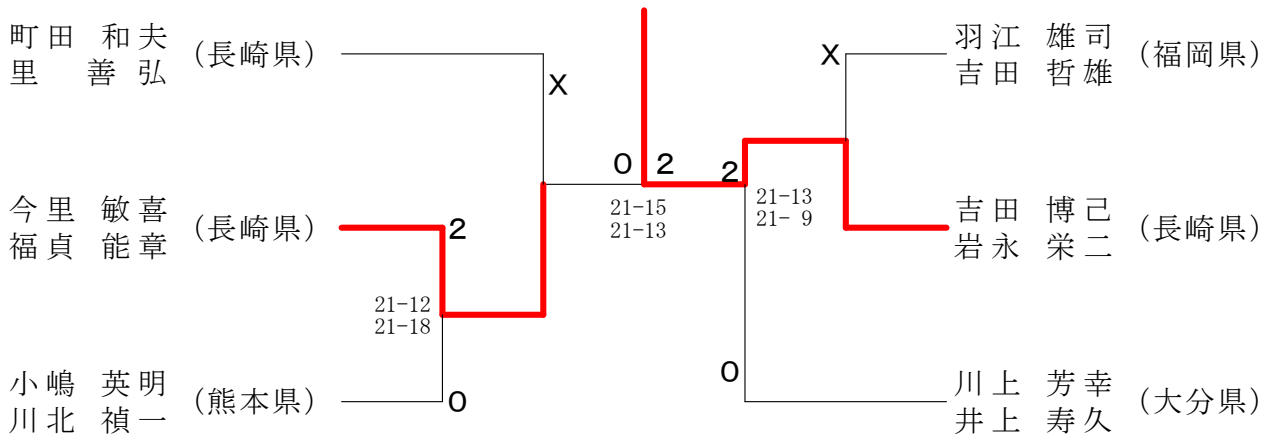 町田 和夫
里 善弘
(長崎県)
X
今里 敏喜
福貞 能章
(長崎県)
2
21-12
21-18
小嶋 英明
川北 禎一
(熊本県)
0
0 2
21-15
21-13
2
21-13
21- 9
0
X
羽江 雄司
吉田 哲雄
(福岡県)
吉田 博己
岩永 栄二
(長崎県)
川上 芳幸
井上 寿久
(大分県)